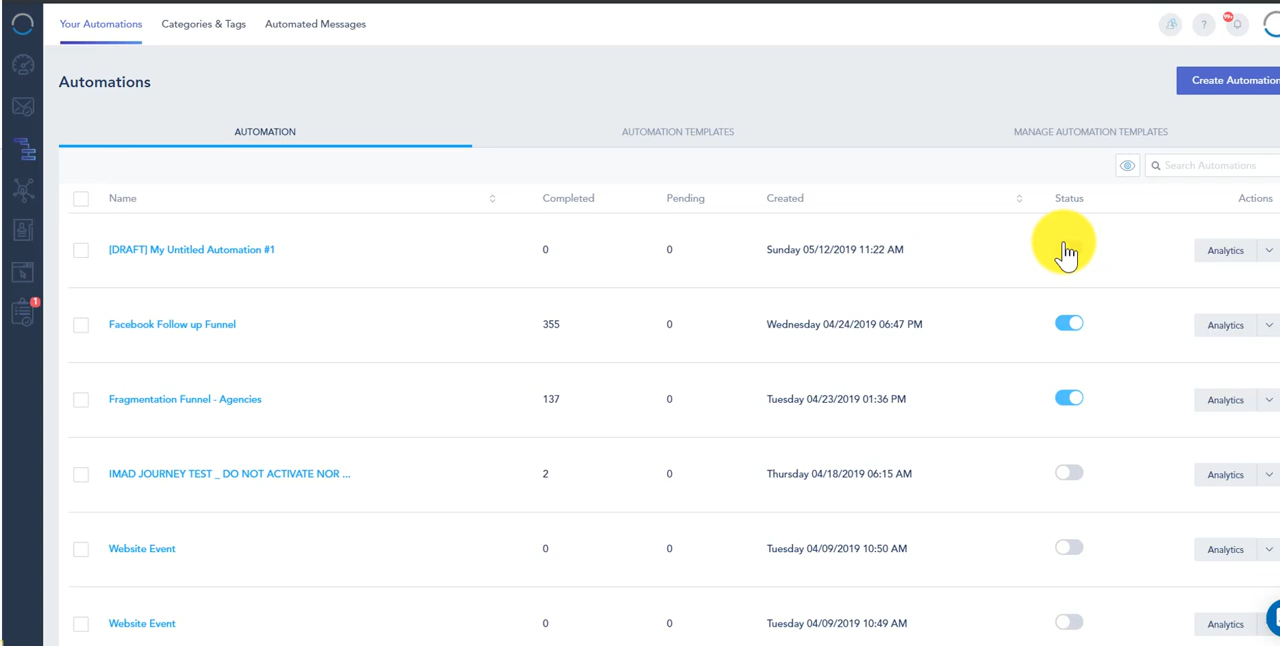 Your Automations Categories & Tags Automated Messages ? 99+
Automations Create Automation
AUTOMATION AUTOMATION TEMPLATES MANAGE AUTOMATION TEMPLATES
Search Automations
Name Completed Pending Created Status Actions
[DRAFT] My Untitled Automation #1 0 0 Sunday 05/12/2019 11:22 AM Analytics
Facebook Follow up Funnel 355 0 Wednesday 04/24/2019 06:47 PM Analytics
1
Fragmentation Funnel - Agencies 137 0 Tuesday 04/23/2019 01:36 PM Analytics
IMAD JOURNEY TEST _ DO NOT ACTIVATE NOR ... 2 0 Thursday 04/18/2019 06:15 AM Analytics
Website Event 0 0 Tuesday 04/09/2019 10:50 AM Analytics
Website Event 0 0 Tuesday 04/09/2019 10:49 AM Analytics